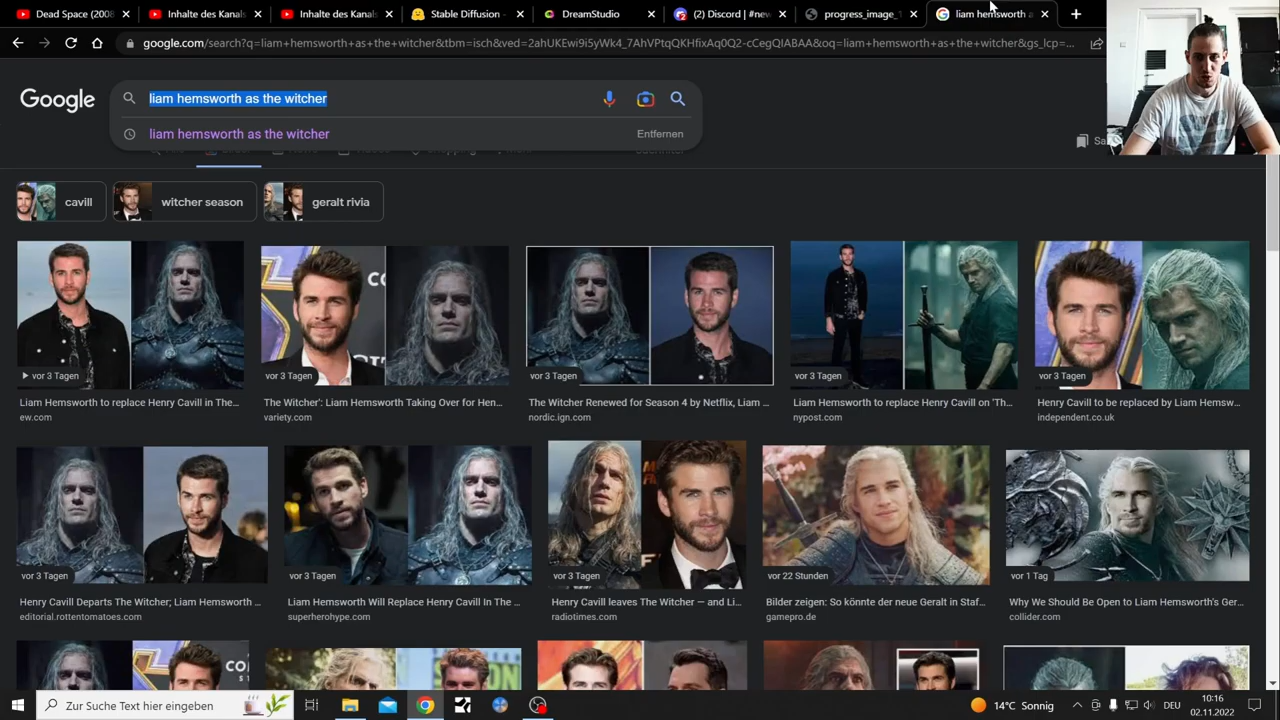 Dead Space (2008
Inhalte des Kanals
Inhalte des Kanals
Stable Diffusion -
DreamStudio
(2) Discord | #new
progress_image_1
liam hemsworth a
google.com/search?q=liam+hemsworth+as+the+witcher&tbm=isch&ved=2ahUKEwi9i5yWk4_7AhVPtqQKHfixAq0Q2-cCegQIABAA&oq=liam+hemsworth+as+the+witcher&gs_lcp=...
Google
liam hemsworth as the witcher
liam hemsworth as the witcher
Entfernen
cavill
witcher season
geralt rivia
vor 3 Tagen
vor 3 Tagen
vor 3 Tagen
vor 3 Tagen
vor 3 Tagen
Liam Hemsworth to replace Henry Cavill in The...
The Witcher': Liam Hemsworth Taking Over for Hen...
The Witcher Renewed for Season 4 by Netflix, Liam ...
Liam Hemsworth to replace Henry Cavill on 'Th...
Henry Cavill to be replaced by Liam Hemsw...
ew.com
variety.com
nordic.ign.com
nypost.com
independent.co.uk
vor 3 Tagen
vor 3 Tagen
vor 3 Tagen
vor 22 Stunden
vor 1 Tag
Henry Cavill Departs The Witcher; Liam Hemsworth ...
Liam Hemsworth Will Replace Henry Cavill In The ...
Henry Cavill leaves The Witcher — and Li...
Bilder zeigen: So könnte der neue Geralt in Staf...
Why We Should Be Open to Liam Hemsworth's Ger...
editorial.rottentomatoes.com
superherohype.com
radiotimes.com
gamepro.de
collider.com
Zur Suche Text hier eingeben
14°C Sonnig
DEU
10:16
02.11.2022